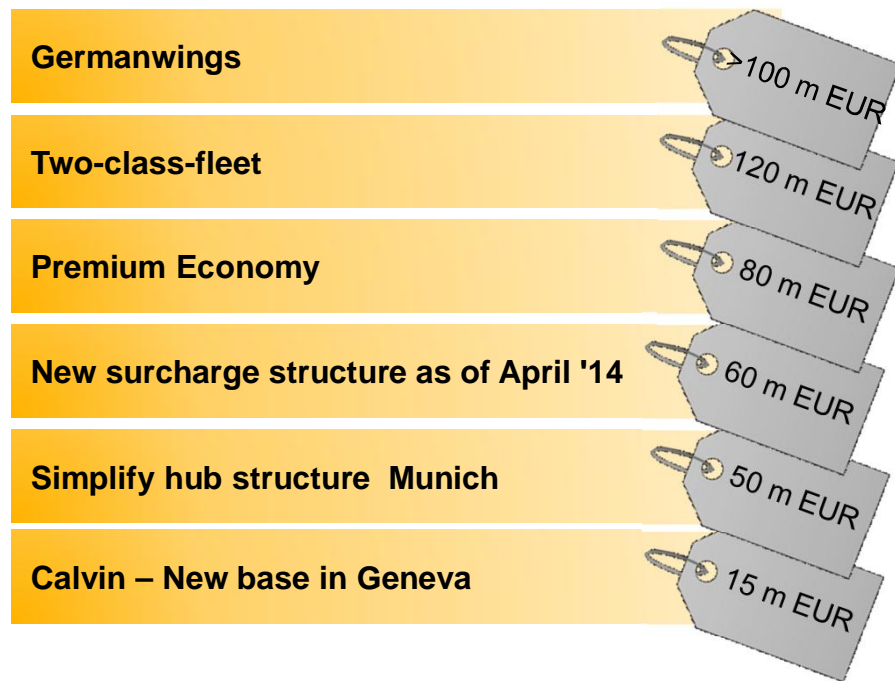 Germanwings
>100 m EUR
Two-class-fleet
120 m EUR
Premium Economy
80 m EUR
New surcharge structure as of April '14
60 m EUR
Simplify hub structure  Munich
50 m EUR
Calvin – New base in Geneva
15 m EUR